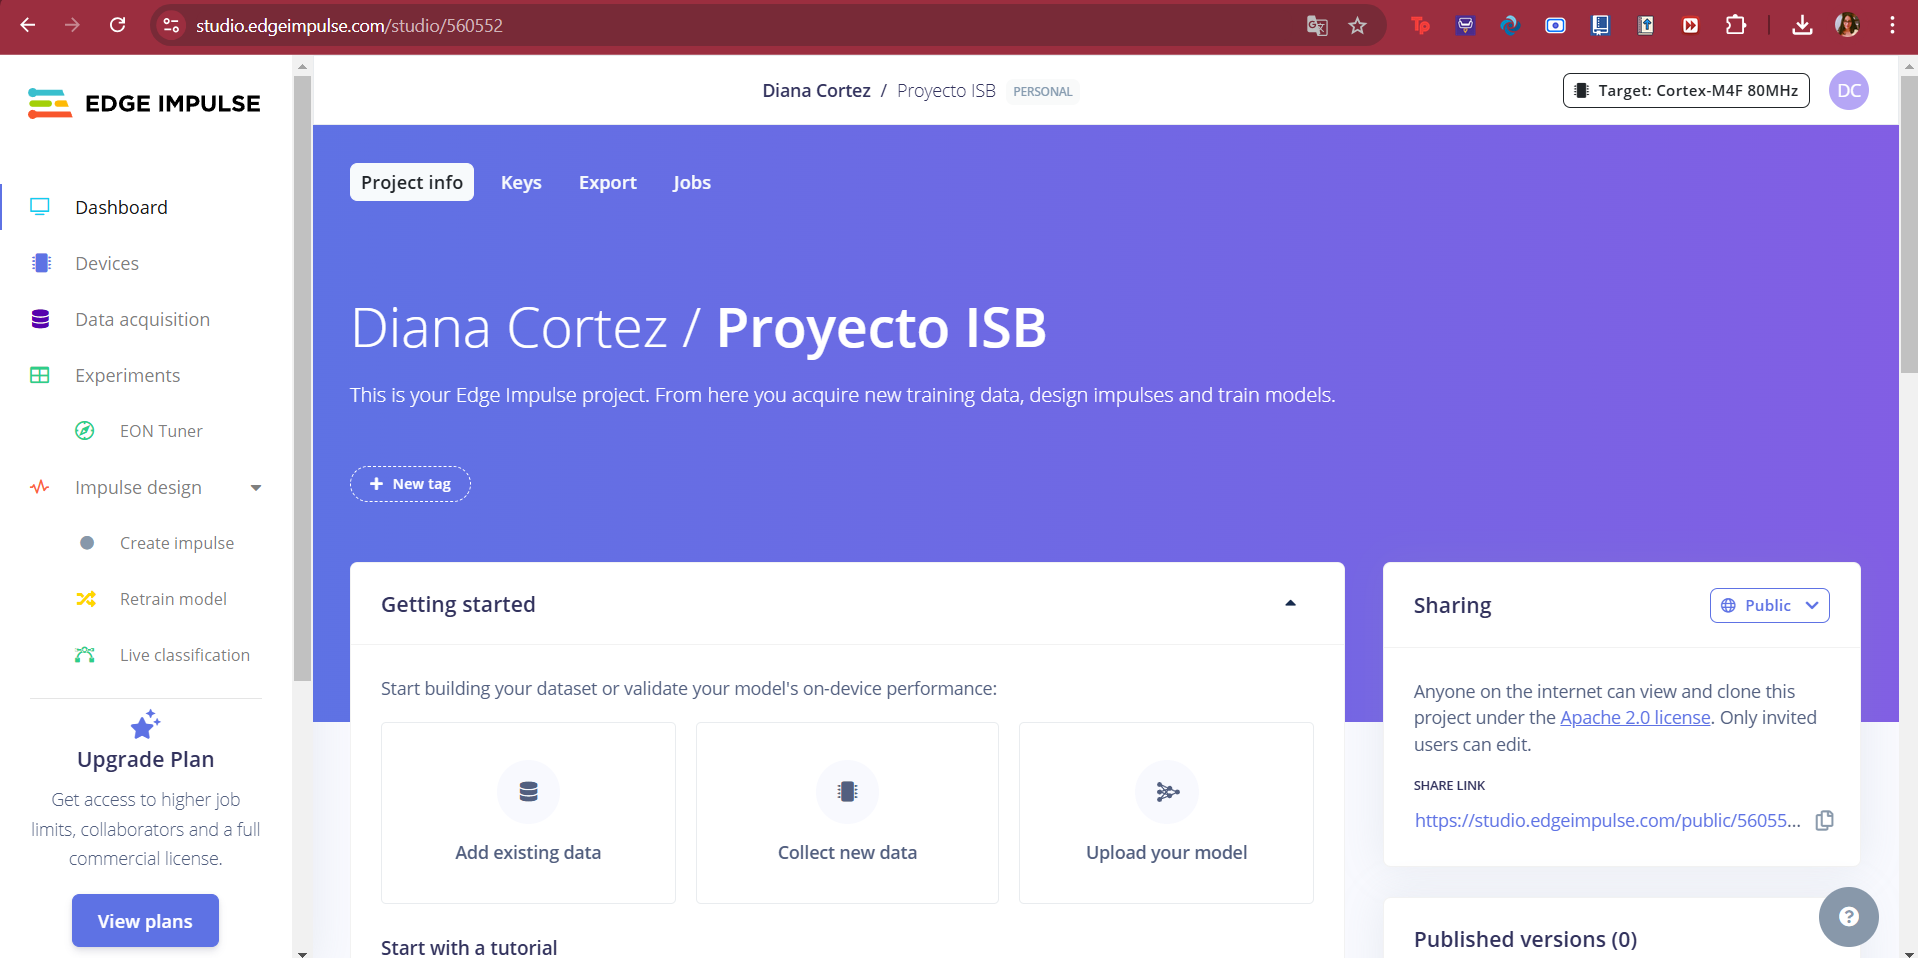 studio.edgeimpulse.com/studio/560552
EDGE IMPULSE
Diana Cortez / Proyecto ISB PERSONAL
Target: Cortex-M4F 80MHz
DC
Dashboard
Devices
Data acquisition
Experiments
EON Tuner
Impulse design
Create impulse
Retrain model
Live classification
Upgrade Plan
Get access to higher job
limits, collaborators and a full
commercial license.
View plans
Project info Keys Export Jobs
Diana Cortez / Proyecto ISB
This is your Edge Impulse project. From here you acquire new training data, design impulses and train models.
+ New tag
Getting started
Start building your dataset or validate your model's on-device performance:
Add existing data
Collect new data
Upload your model
Start with a tutorial
Sharing
Public
Anyone on the internet can view and clone this
project under the Apache 2.0 license. Only invited
users can edit.
SHARE LINK
https://studio.edgeimpulse.com/public/56055...
Published versions (0)